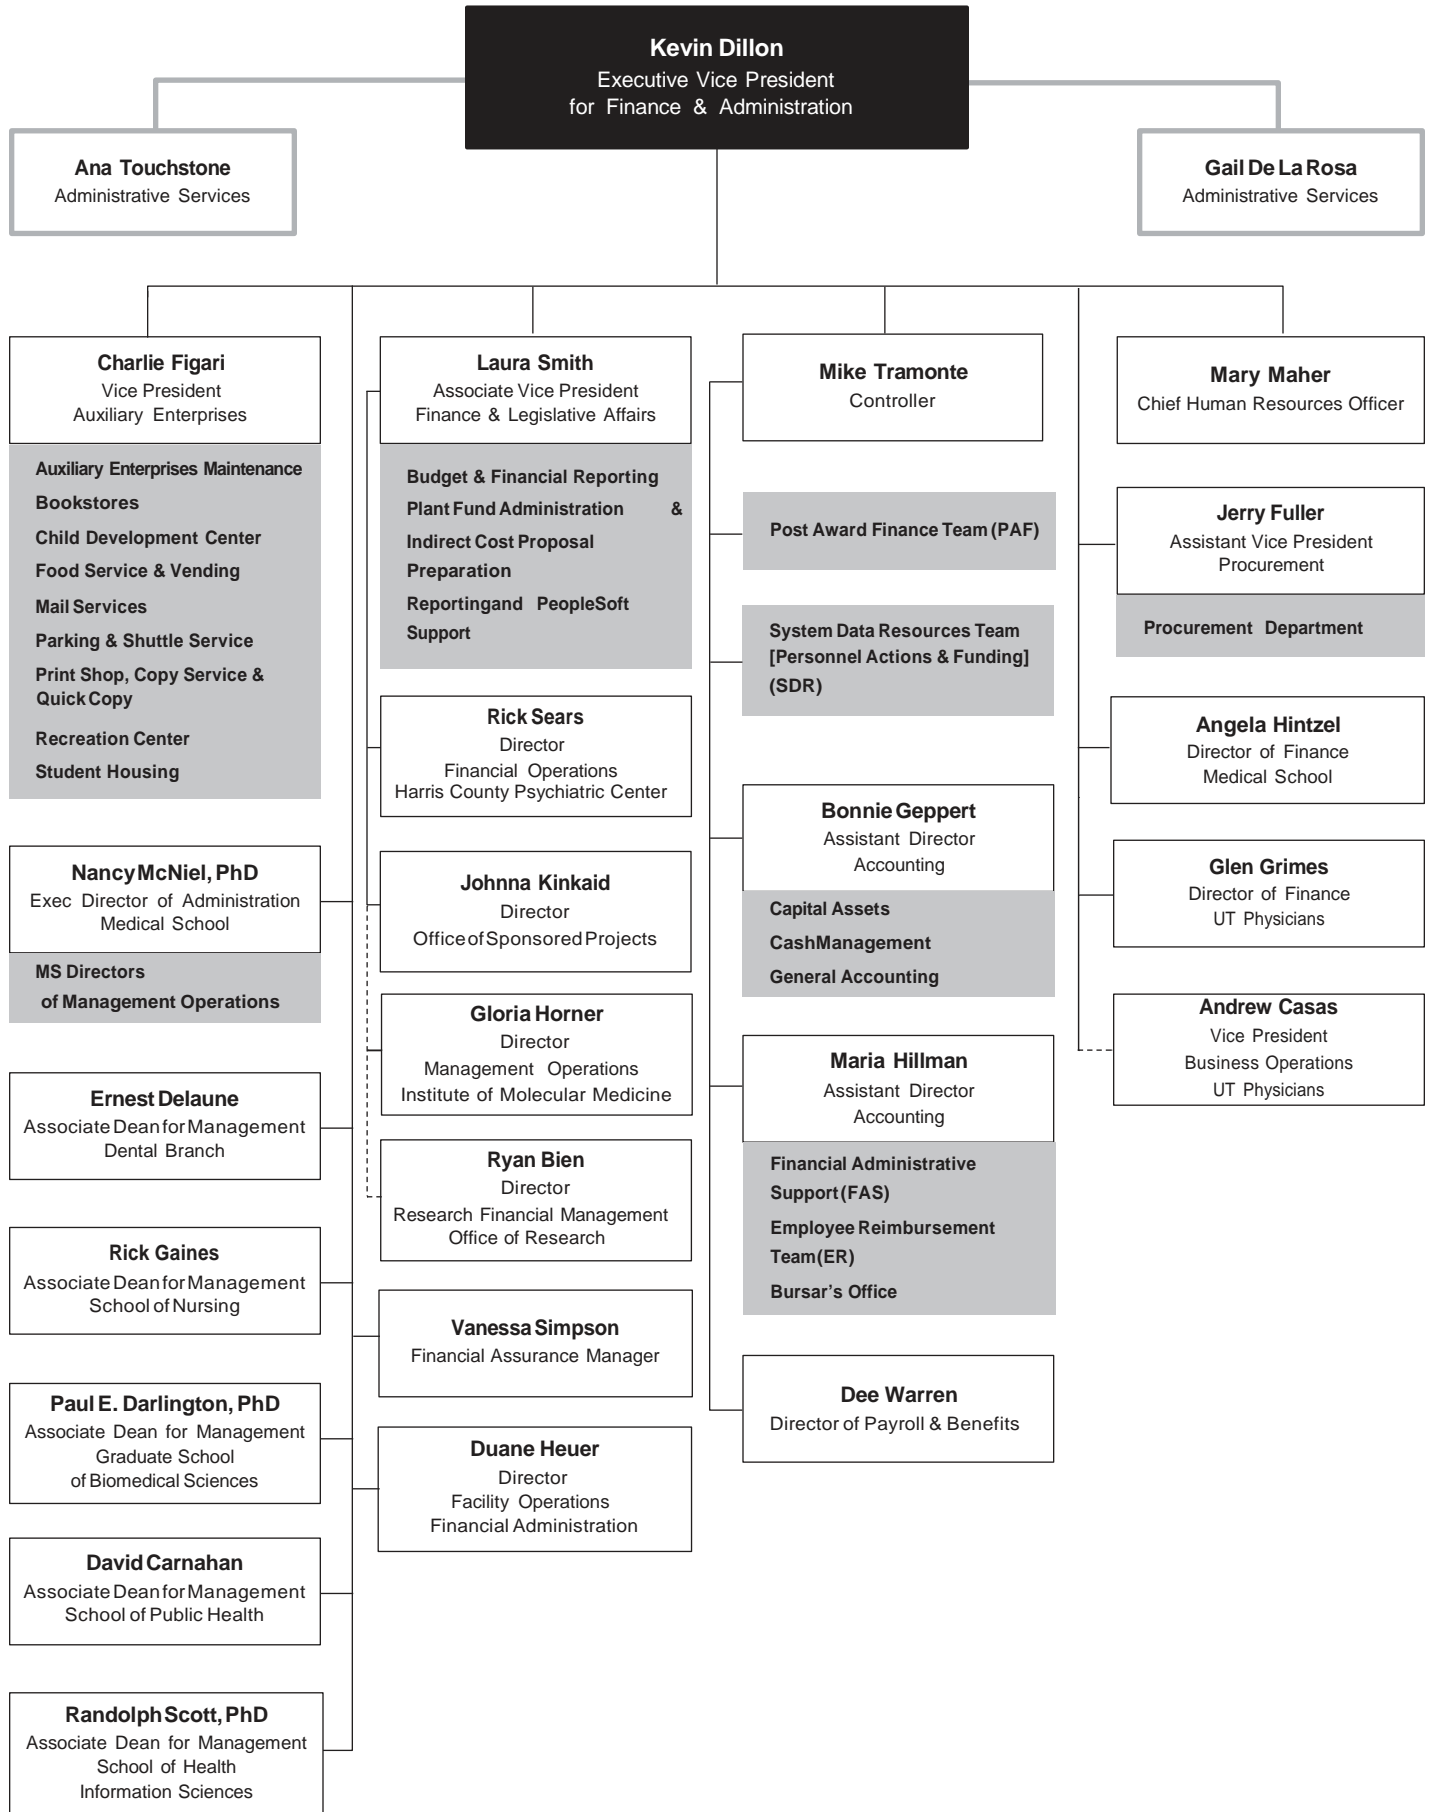 Kevin Dillon
Executive Vice President
for Finance & Administration
Ana Touchstone
Administrative Services
Gail De La Rosa
Administrative Services
Charlie Figari
Vice President
Auxiliary Enterprises
Auxiliary Enterprises Maintenance
Bookstores
Child Development Center
Food Service & Vending
Mail Services
Parking & Shuttle Service
Print Shop, Copy Service &
Quick Copy
Recreation Center
Student Housing
Nancy McNiel, PhD
Exec Director of Administration
Medical School
MS Directors
of Management Operations
Ernest Delaune
Associate Dean for Management
Dental Branch
Rick Gaines
Associate Dean for Management
School of Nursing
Paul E. Darlington, PhD
Associate Dean for Management
Graduate School
of Biomedical Sciences
David Carnahan
Associate Dean for Management
School of Public Health
Randolph Scott, PhD
Associate Dean for Management
School of Health
Information Sciences
Laura Smith
Associate Vice President
Finance & Legislative Affairs
Budget & Financial Reporting
Plant Fund Administration &
Indirect Cost Proposal
Preparation
Reportingand PeopleSoft
Support
Rick Sears
Director
Financial Operations
Harris County Psychiatric Center
Johnna Kinkaid
Director
Office of Sponsored Projects
Gloria Horner
Director
Management Operations
Institute of Molecular Medicine
Ryan Bien
Director
Research Financial Management
Office of Research
Vanessa Simpson
Financial Assurance Manager
Duane Heuer
Director
Facility Operations
Financial Administration
Mike Tramonte
Controller
Post Award Finance Team (PAF)
System Data Resources Team
[Personnel Actions & Funding]
(SDR)
Bonnie Geppert
Assistant Director
Accounting
Capital Assets
CashManagement
General Accounting
Maria Hillman
Assistant Director
Accounting
Financial Administrative
Support (FAS)
Employee Reimbursement
Team (ER)
Bursar’s Office
Dee Warren
Director of Payroll & Benefits
Mary Maher
Chief Human Resources Officer
Jerry Fuller
Assistant Vice President
Procurement
Procurement Department
Angela Hintzel
Director of Finance
Medical School
Glen Grimes
Director of Finance
UT Physicians
Andrew Casas
Vice President
Business Operations
UT Physicians